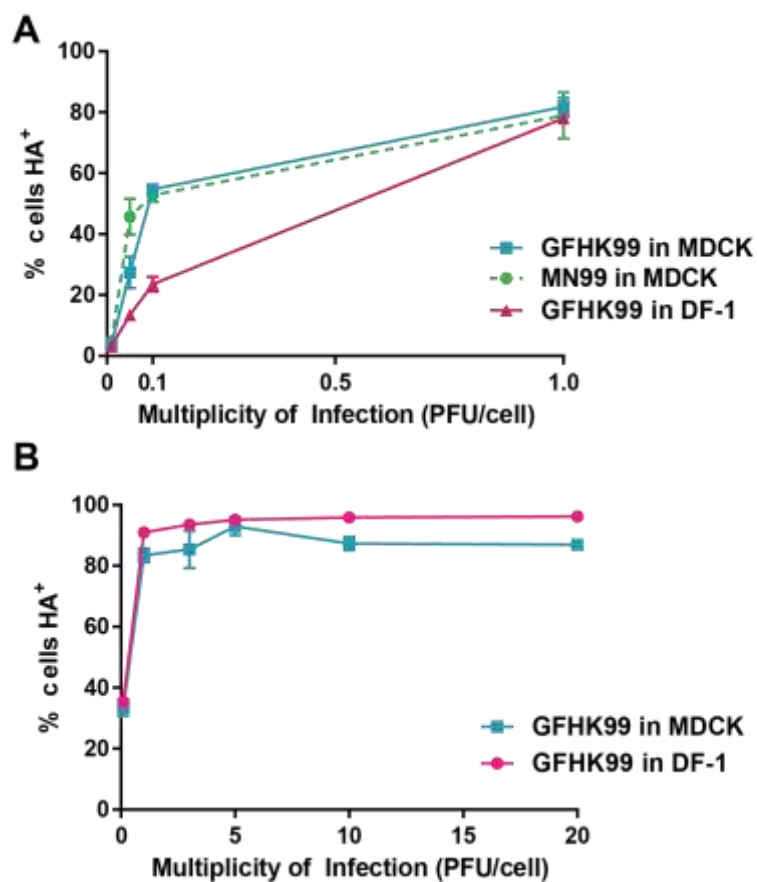 A
100
80
60
40
20
0
% cells HA+
0 0.1 0.5 1.0
Multiplicity of Infection (PFU/cell)
GFHK99 in MDCK
MN99 in MDCK
GFHK99 in DF-1
B
100
80
60
40
20
0
% cells HA+
0 5 10 15 20
Multiplicity of Infection (PFU/cell)
GFHK99 in MDCK
GFHK99 in DF-1